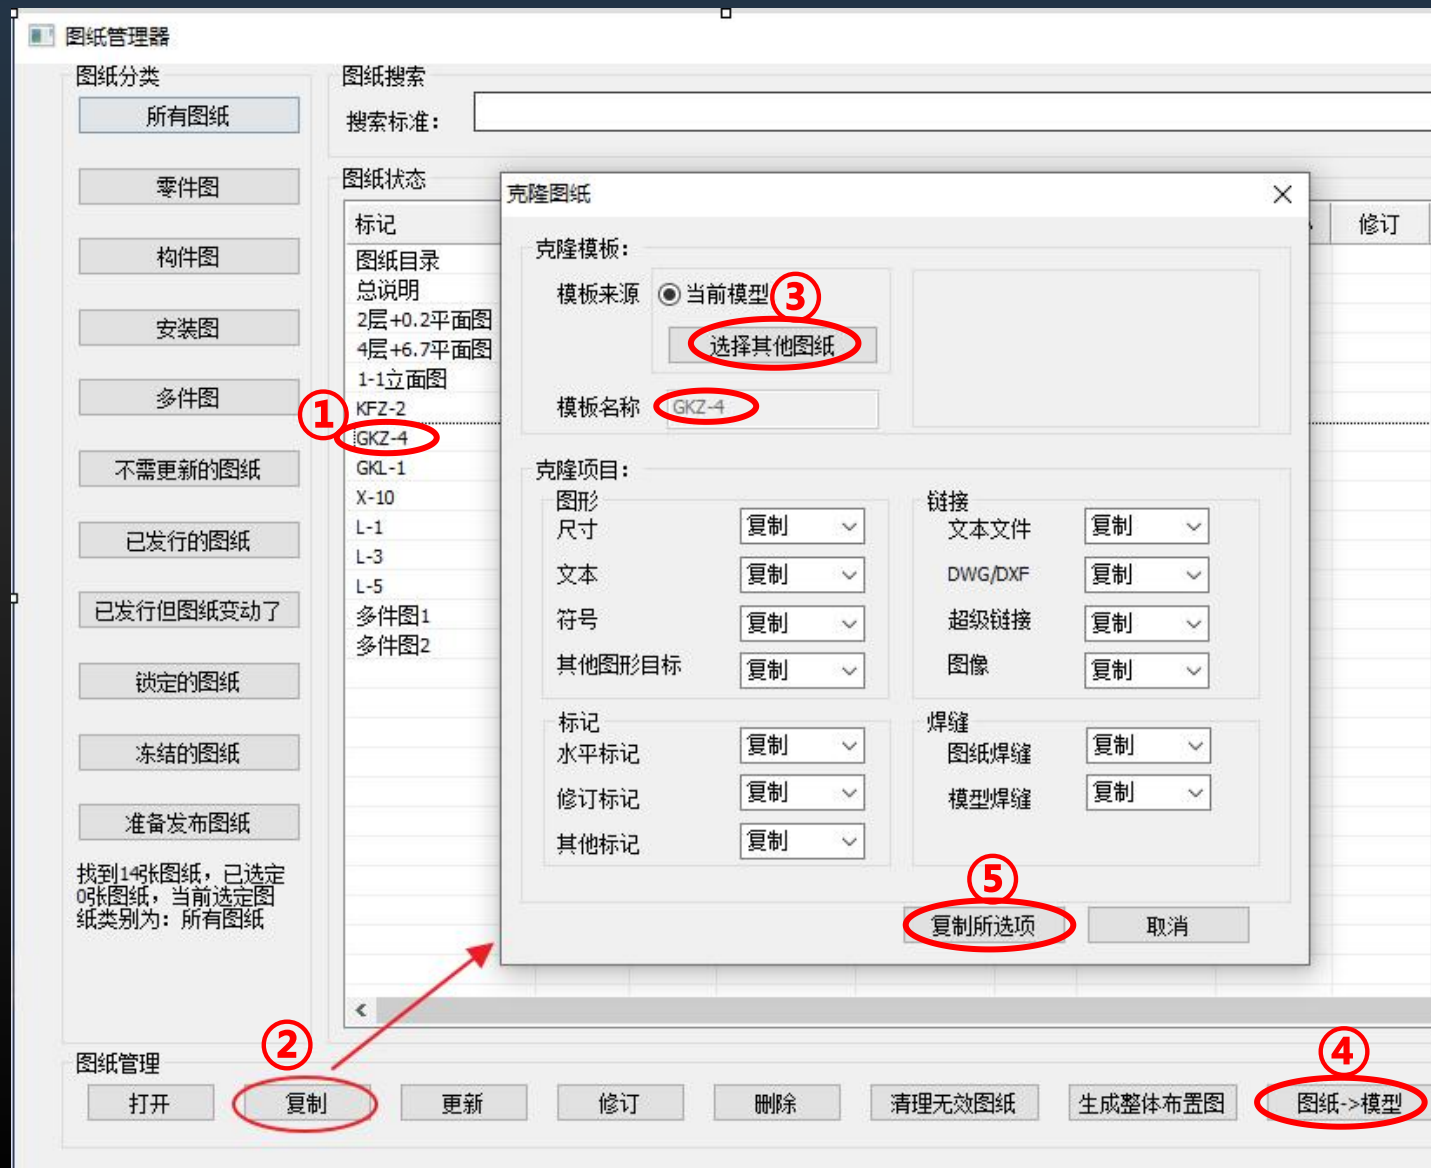 图纸管理器
图纸分类
所有图纸
零件图
构件图
安装图
多件图
不需更新的图纸
已发行的图纸
已发行但图纸变动了
锁定的图纸
冻结的图纸
准备发布图纸
找到14张图纸，已选定
0张图纸，当前选定图
纸类别为：所有图纸
图纸搜索
搜索标准：
图纸状态
标记
修订
图纸目录
总说明
2层+0.2平面图
4层+6.7平面图
1-1立面图
KFZ-2
①
GKZ-4
GKL-1
X-10
L-1
L-3
L-5
多件图1
多件图2
克隆图纸
克隆模板：
模板来源
当前模型
③
选择其他图纸
模板名称
GKZ-4
克隆项目：
图形
尺寸 复制
文本 复制
符号 复制
其他图形目标 复制
链接
文本文件 复制
DWG/DXF 复制
超级链接 复制
图像 复制
标记
水平标记 复制
修订标记 复制
其他标记 复制
焊缝
图纸焊缝 复制
模型焊缝 复制
⑤
复制所选项
取消
图纸管理
②
④
打开 复制 更新 修订 删除 清理无效图纸 生成整体布置图 图纸->模型